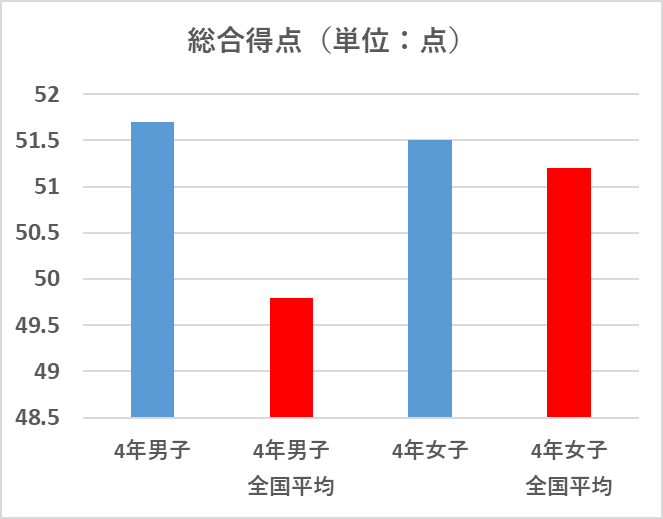 総合得点（単位：点）
52
51.5
51
50.5
50
49.5
49
48.5
4年男子
4年男子
全国平均
4年女子
4年女子
全国平均